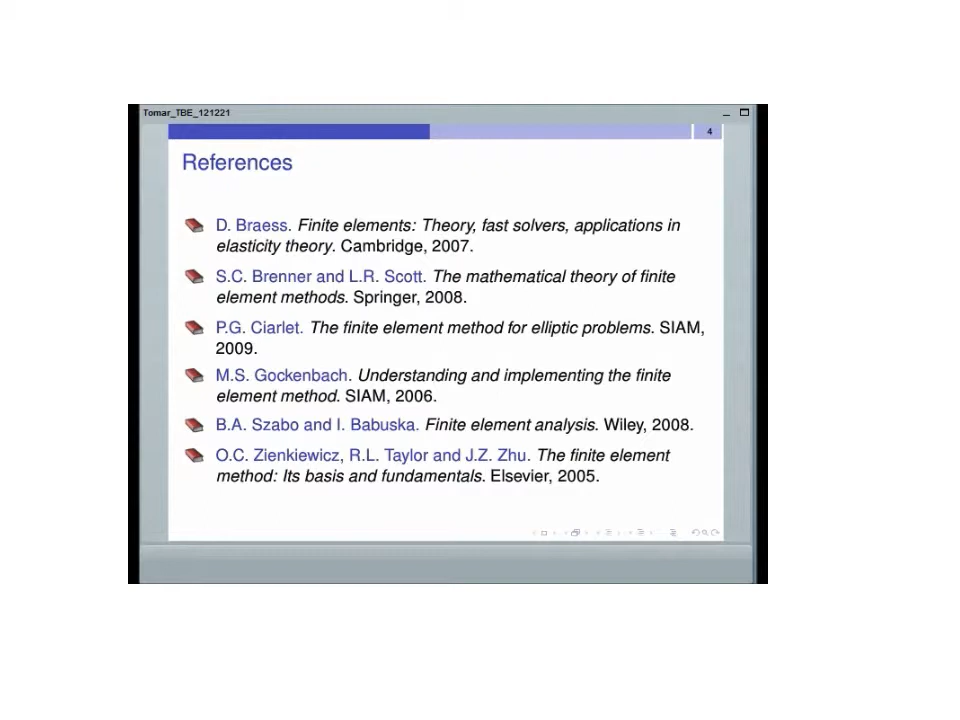 Tomar_TBE_121221
4
References
D. Braess. Finite elements: Theory, fast solvers, applications in
elasticity theory. Cambridge, 2007.
S.C. Brenner and L.R. Scott. The mathematical theory of finite
element methods. Springer, 2008.
P.G. Ciarlet. The finite element method for elliptic problems. SIAM,
2009.
M.S. Gockenbach. Understanding and implementing the finite
element method. SIAM, 2006.
B.A. Szabo and I. Babuska. Finite element analysis. Wiley, 2008.
O.C. Zienkiewicz, R.L. Taylor and J.Z. Zhu. The finite element
method: Its basis and fundamentals. Elsevier, 2005.